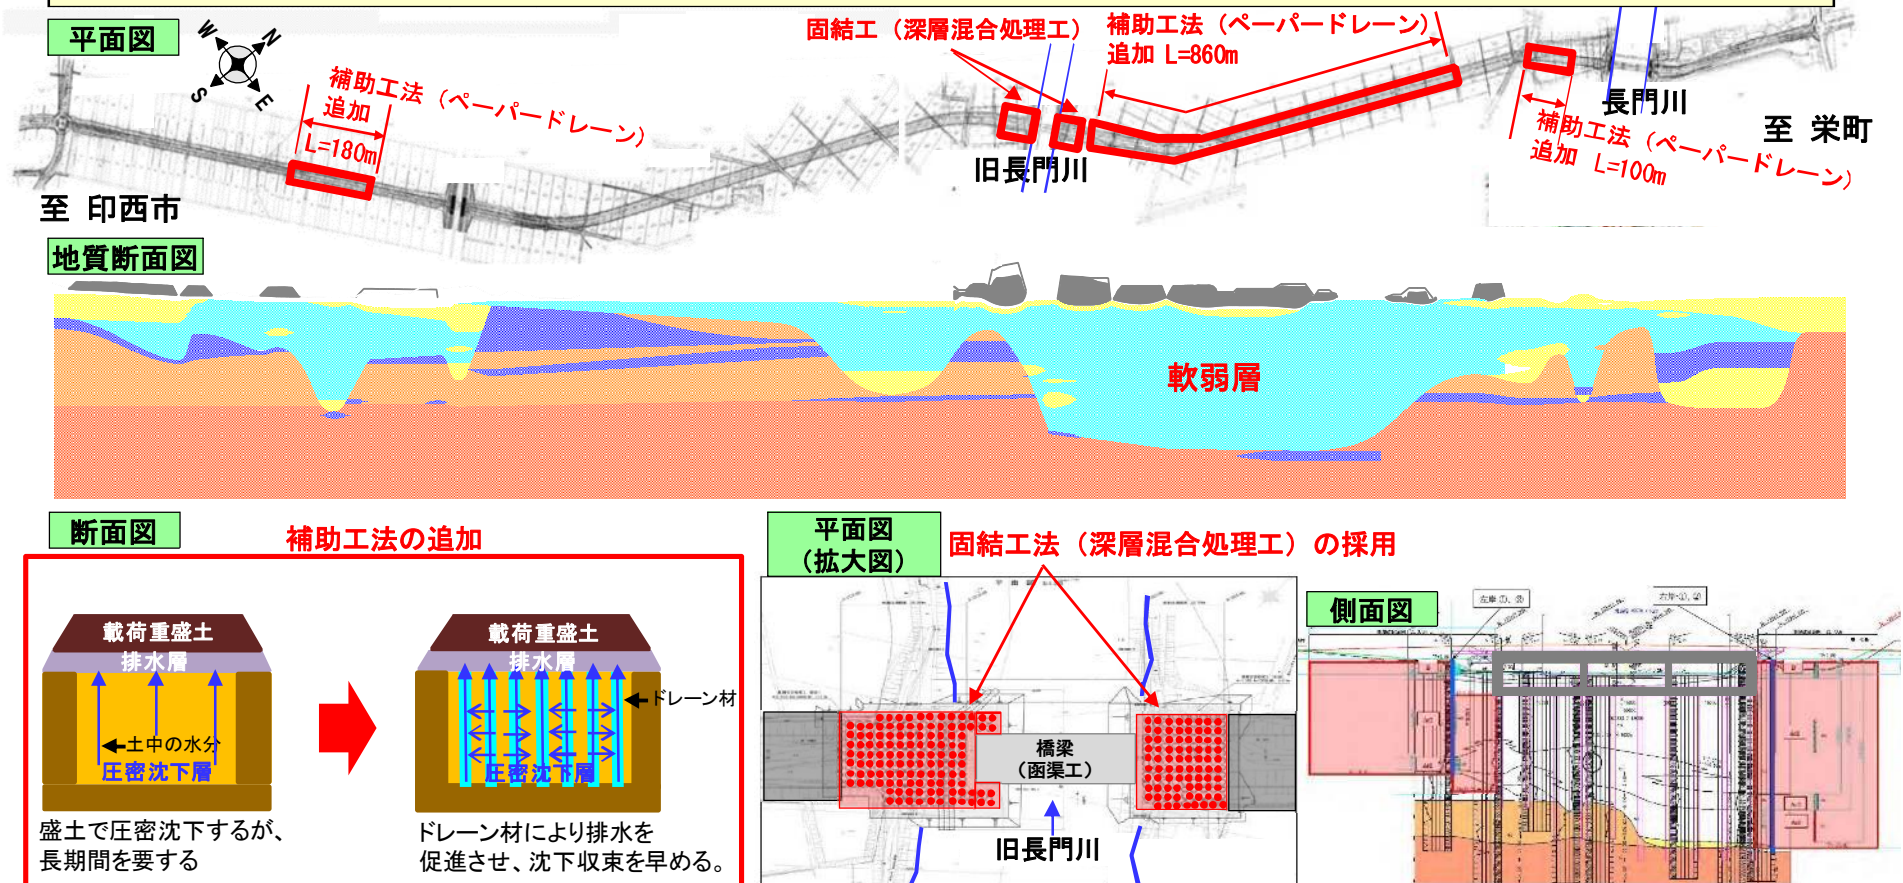 平面図
W
N
S
E
補助工法（ペーパードレーン）
追加
L=180m
至 印西市
固結工（深層混合処理工）
補助工法（ペーパードレーン）
追加 L=860m
旧長門川
長門川
至 栄町
補助工法（ペーパードレーン）
追加 L=100m
地質断面図
軟弱層
断面図
補助工法の追加
載荷重盛土
排水層
土中の水分
圧密沈下層
盛土で圧密沈下するが、
長期間を要する
載荷重盛土
排水層
ドレーン材
圧密沈下層
ドレーン材により排水を
促進させ、沈下収束を早める。
平面図
（拡大図）
固結工法（深層混合処理工）の採用
橋梁
（函渠工）
旧長門川
側面図